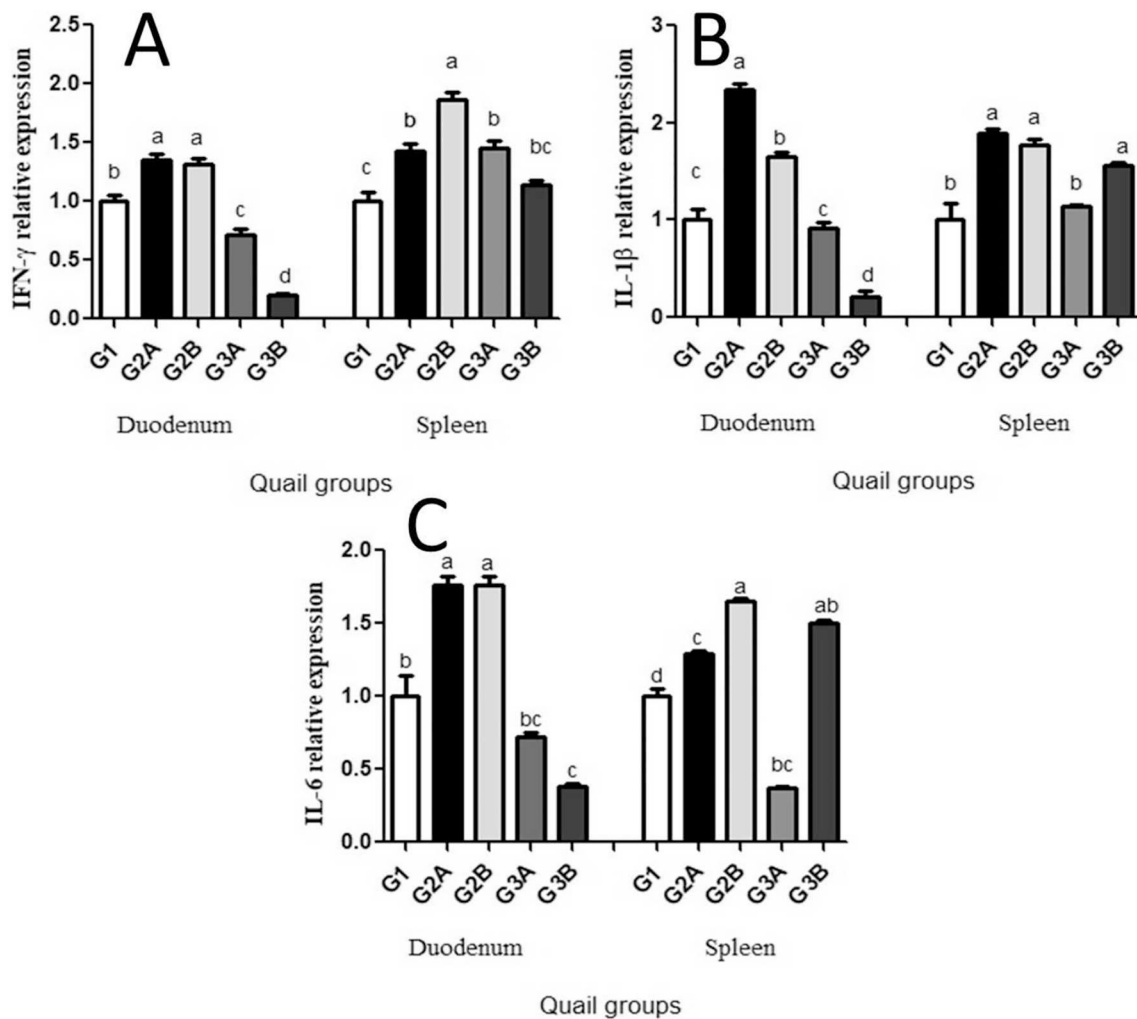 A
IFN-γ relative expression
2.5
2.0
1.5
1.0
0.5
0.0
b
a
a
c
d
c
b
a
b
bc
G1
G2A
G2B
G3A
G3B
G1
G2A
G2B
G3A
G3B
Duodenum
Spleen
Quail groups
B
IL-1β relative expression
3
2
1
0
c
a
b
c
d
b
a
a
b
a
G1
G2A
G2B
G3A
G3B
G1
G2A
G2B
G3A
G3B
Duodenum
Spleen
Quail groups
C
IL-6 relative expression
2.0
1.5
1.0
0.5
0.0
b
a
a
bc
c
d
c
a
bc
ab
G1
G2A
G2B
G3A
G3B
G1
G2A
G2B
G3A
G3B
Duodenum
Spleen
Quail groups